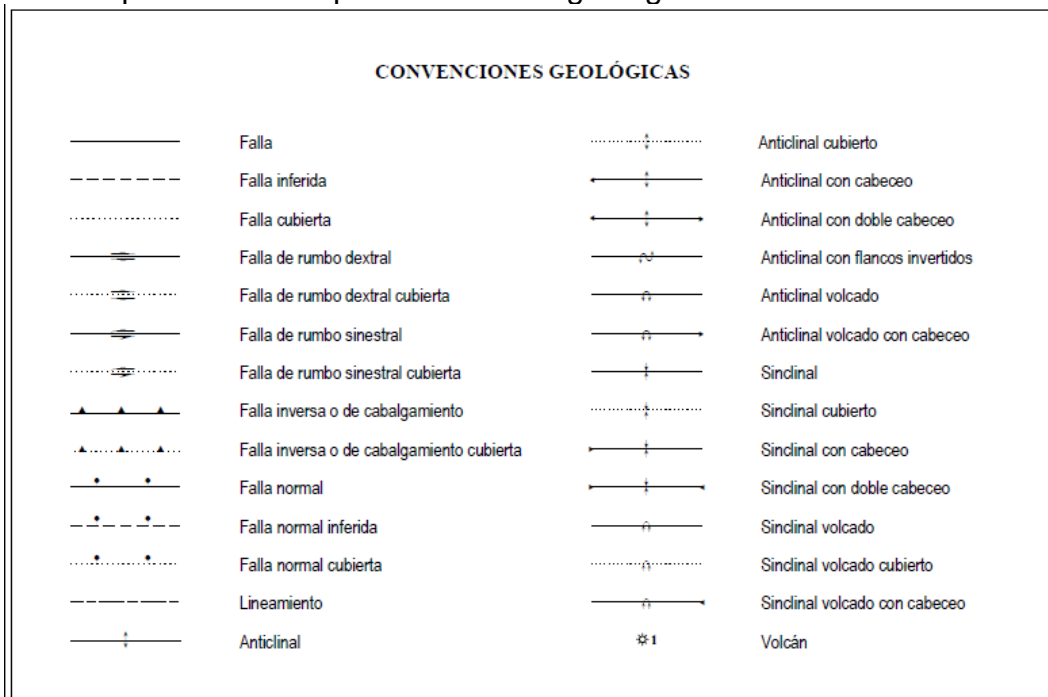 CONVENCIONES GEOLÓGICAS
Falla
Falla inferida
Falla cubierta
Falla de rumbo dextral
Falla de rumbo dextral cubierta
Falla de rumbo sinestral
Falla de rumbo sinestral cubierta
Falla inversa o de cabalgamiento
Falla inversa o de cabalgamiento cubierta
Falla normal
Falla normal inferida
Falla normal cubierta
Lineamiento
Anticlinal
Anticlinal cubierto
Anticlinal con cabeceo
Anticlinal con doble cabeceo
Anticlinal con flancos invertidos
Anticlinal volcado
Anticlinal volcado con cabeceo
Sinclinal
Sinclinal cubierto
Sinclinal con cabeceo
Sinclinal con doble cabeceo
Sinclinal volcado
Sinclinal volcado cubierto
Sinclinal volcado con cabeceo
1 Volcán